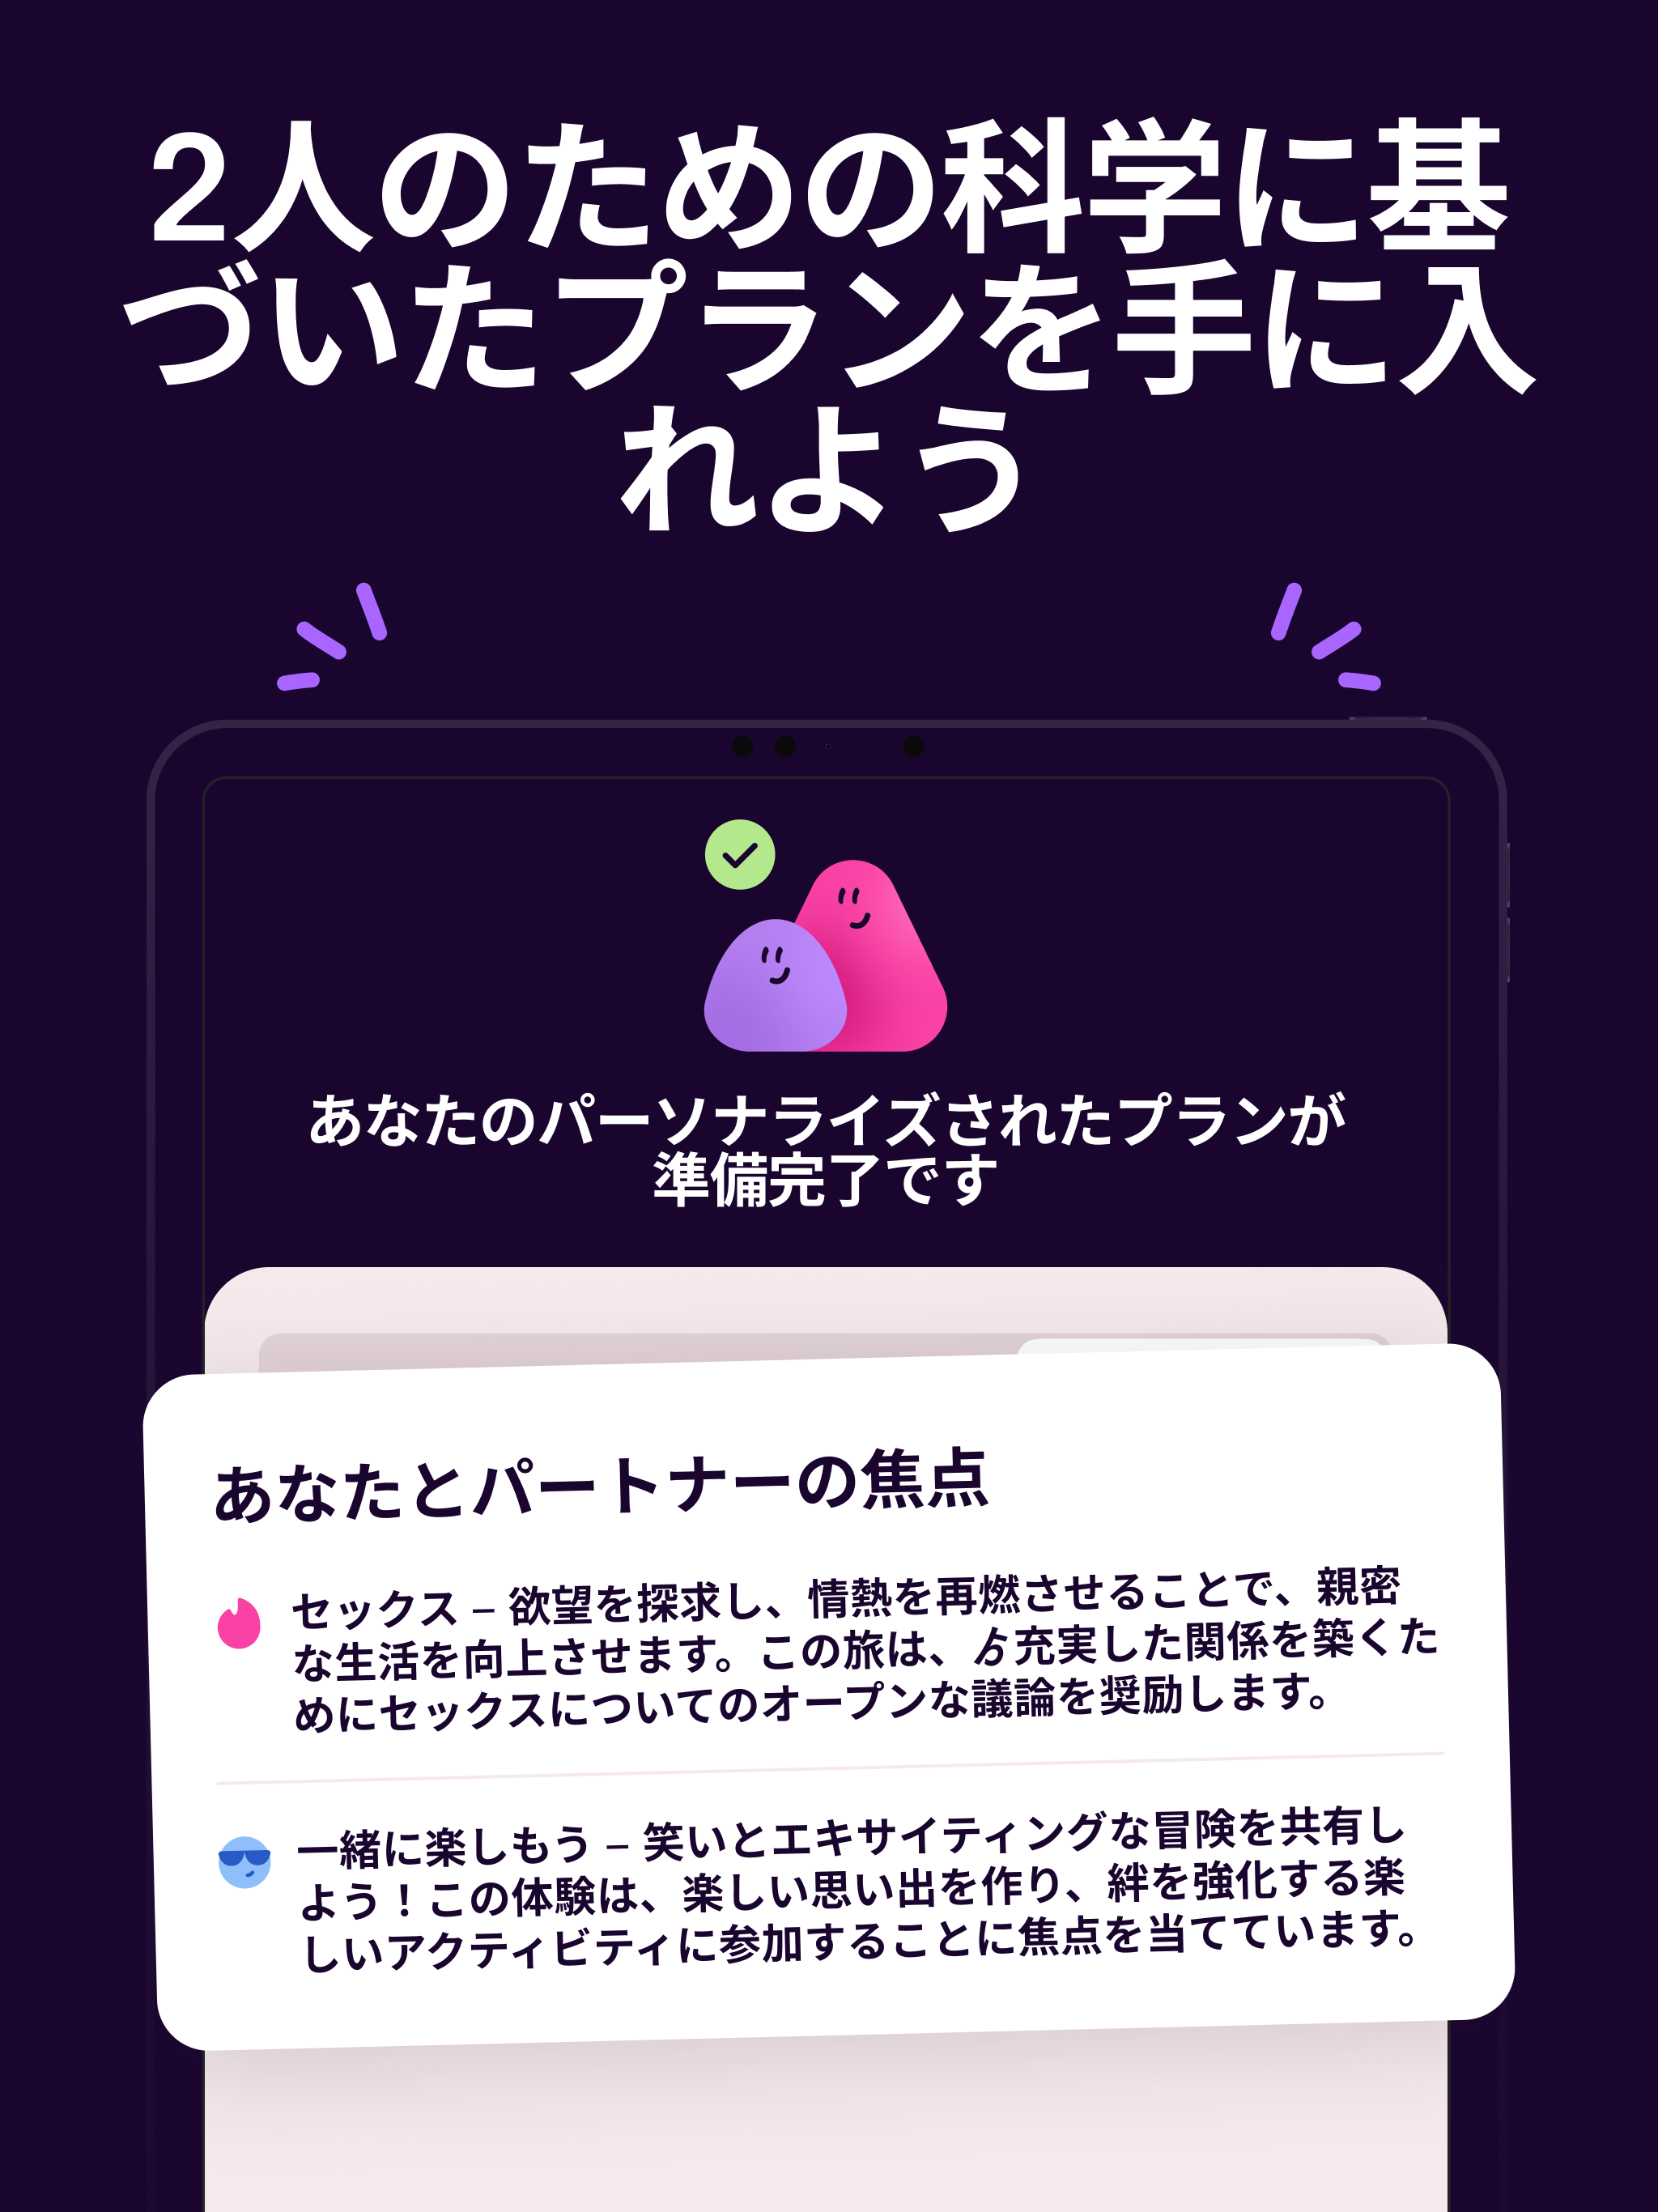 2人のための科学に基
づいたプランを手に入
れよう
あなたのパーソナライズされたプランが
準備完了です
あなたとパートナーの焦点
セックス – 欲望を探求し、情熱を再燃させることで、親密
な生活を向上させます。この旅は、より充実した関係を築くた
めにセックスについてのオープンな議論を奨励します。
一緒に楽しもう – 笑いとエキサイティングな冒険を共有し
よう！この体験は、楽しい思い出を作り、絆を強化する楽
しいアクティビティに参加することに焦点を当てています。